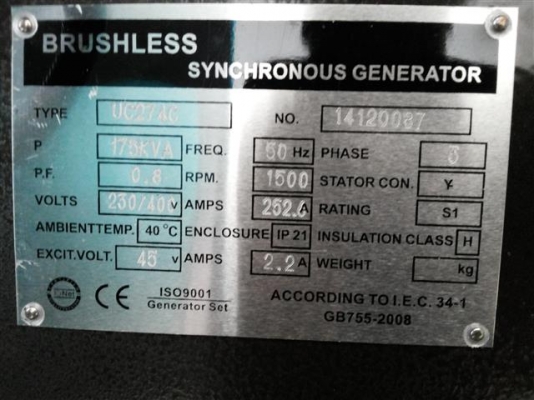 BRUSHLESS
SYNCHRONOUS GENERATOR
TYPE UC274C NO. 14120087
P 175KVA FREQ. 50 Hz PHASE 3
P.F. 0.8 RPM. 1500 STATOR CON. Y
VOLTS 230/400 V AMPS 252.6 A RATING S1
AMBIENTTEMP. 40°C ENCLOSURE IP 21 INSULATION CLASS H
EXCIT.VOLT. 45 V AMPS 2.2 A WEIGHT kg
CE ISO9001 ACCORDING TO I.E.C. 34-1
Generator Set GB755-2008